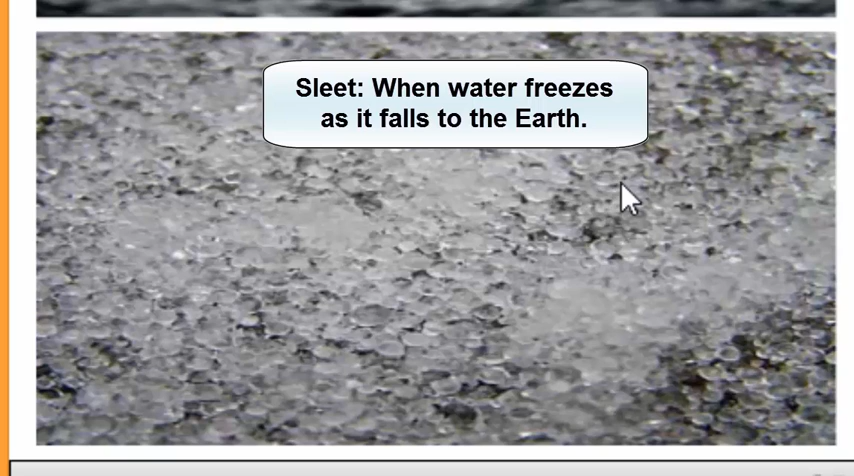 Sleet: When water freezes
as it falls to the Earth.